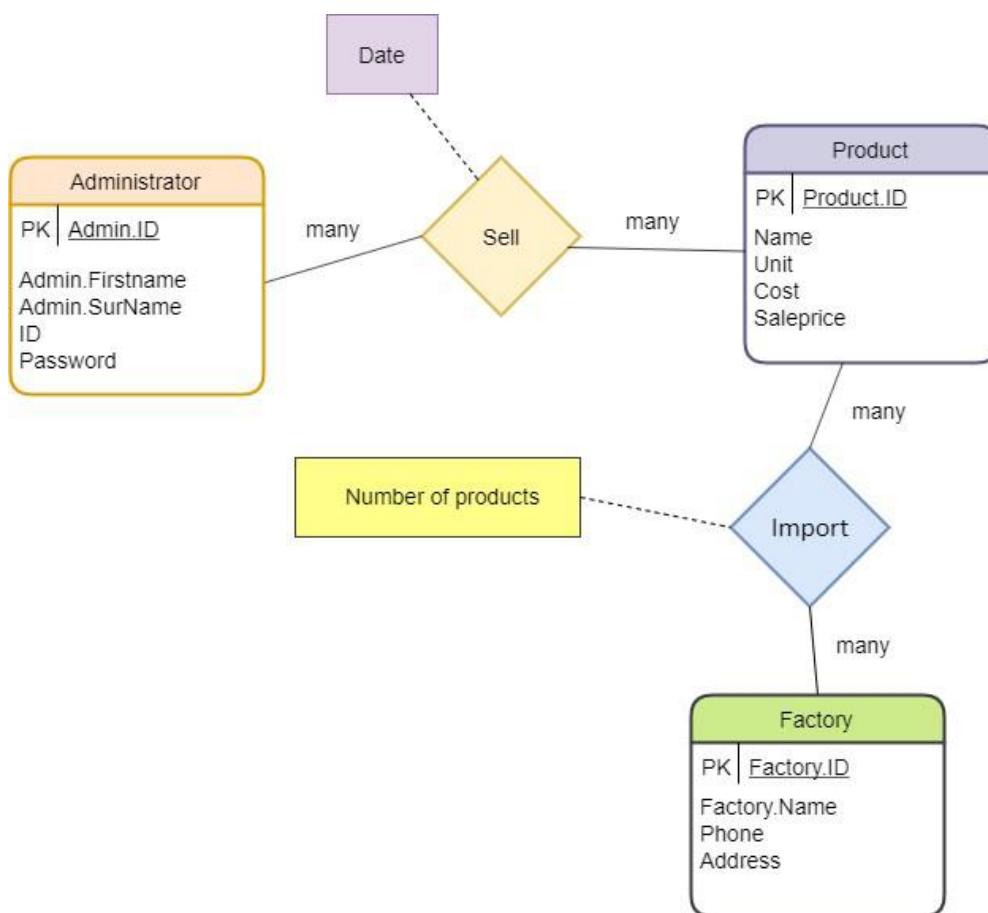 Date
Administrator
PK Admin.ID
Admin.Firstname
Admin.SurName
ID
Password
many
Sell
many
Product
PK Product.ID
Name
Unit
Cost
Saleprice
many
Number of products
Import
many
Factory
PK Factory.ID
Factory.Name
Phone
Address